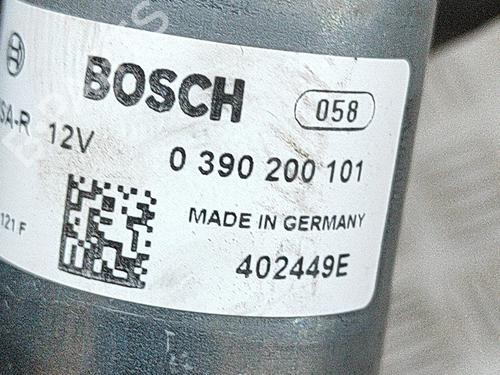 BOSCH
058
SA-R 12V
0 390 200 101
MADE IN GERMANY
121 F
402449E